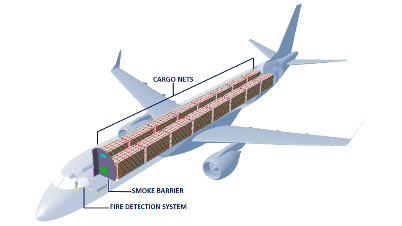 CARGO NETS
SMOKE BARRIER
FIRE DETECTION SYSTEM